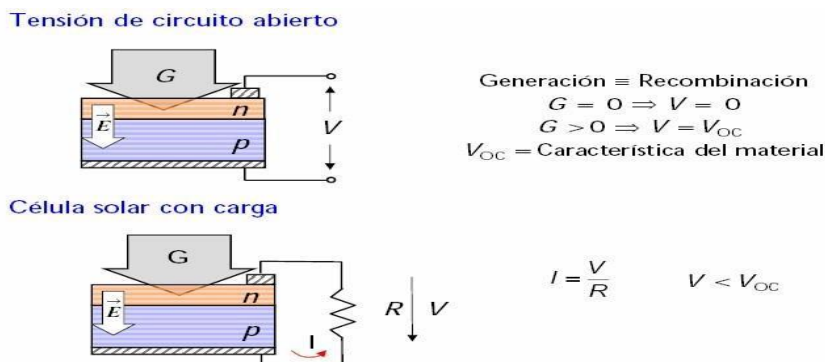 Tensión de circuito abierto
G
n
E
p
V
Generación ≡ Recombinación
G = 0 ⇒ V = 0
G > 0 ⇒ V = V_OC
V_OC = Característica del material
Célula solar con carga
G
n
E
p
I
R
V
I = V/R
V < V_OC